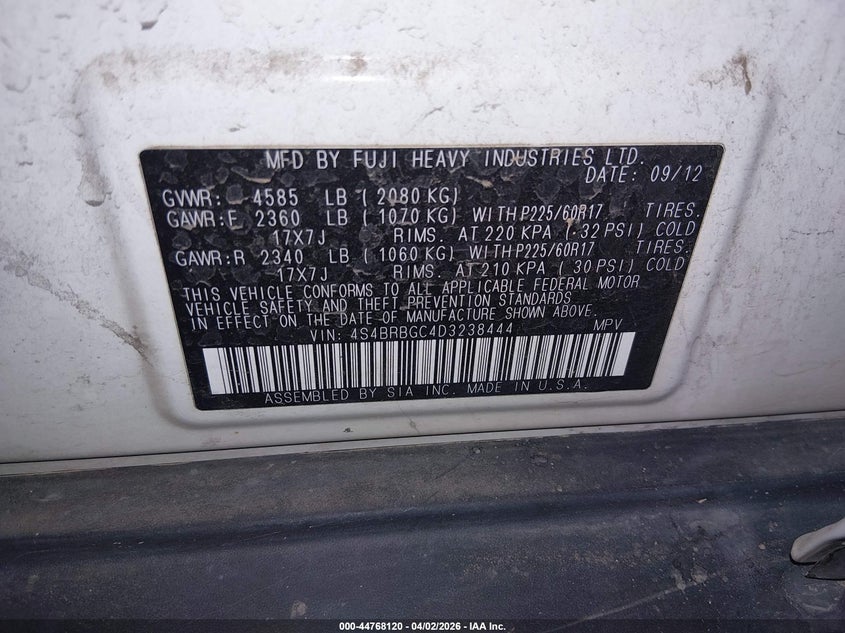 MFD BY FUJI HEAVY INDUSTRIES LTD.
DATE: 09/12
GVWR: 4585 LB (2080 KG)
GAWR:F 2360 LB (1070 KG) WITH P225/60R17 TIRES.
17X7J RIMS. AT 220 KPA (32 PSI) COLD
GAWR:R 2340 LB (1060 KG) WITH P225/60R17 TIRES.
17X7J RIMS. AT 210 KPA (30 PSI) COLD
THIS VEHICLE CONFORMS TO ALL APPLICABLE FEDERAL MOTOR
VEHICLE SAFETY AND THEFT PREVENTION STANDARDS
IN EFFECT ON THE DATE OF MANUFACTURE SHOWN ABOVE.
VIN: 4S4BRBGC4D3238444 MPV
ASSEMBLED BY SIA INC. MADE IN U.S.A.
000-44768120 - 04/02/2026 - IAA Inc.